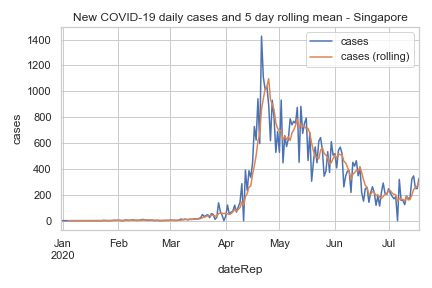 New COVID-19 daily cases and 5 day rolling mean - Singapore
cases
cases (rolling)
1400
1200
1000
800
600
400
200
0
cases
Jan Feb Mar Apr May Jun Jul
2020
dateRep